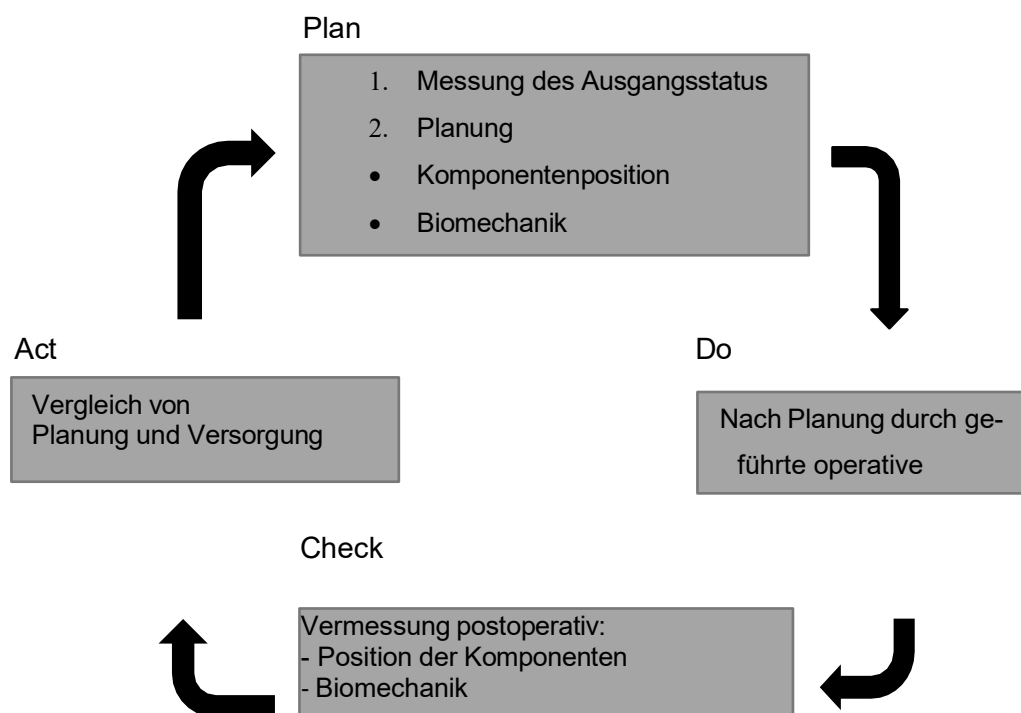 Plan
1. Messung des Ausgangsstatus
2. Planung
• Komponentenposition
• Biomechanik
Act
Vergleich von
Planung und Versorgung
Do
Nach Planung durch ge-
führte operative
Check
Vermessung postoperativ:
- Position der Komponenten
- Biomechanik